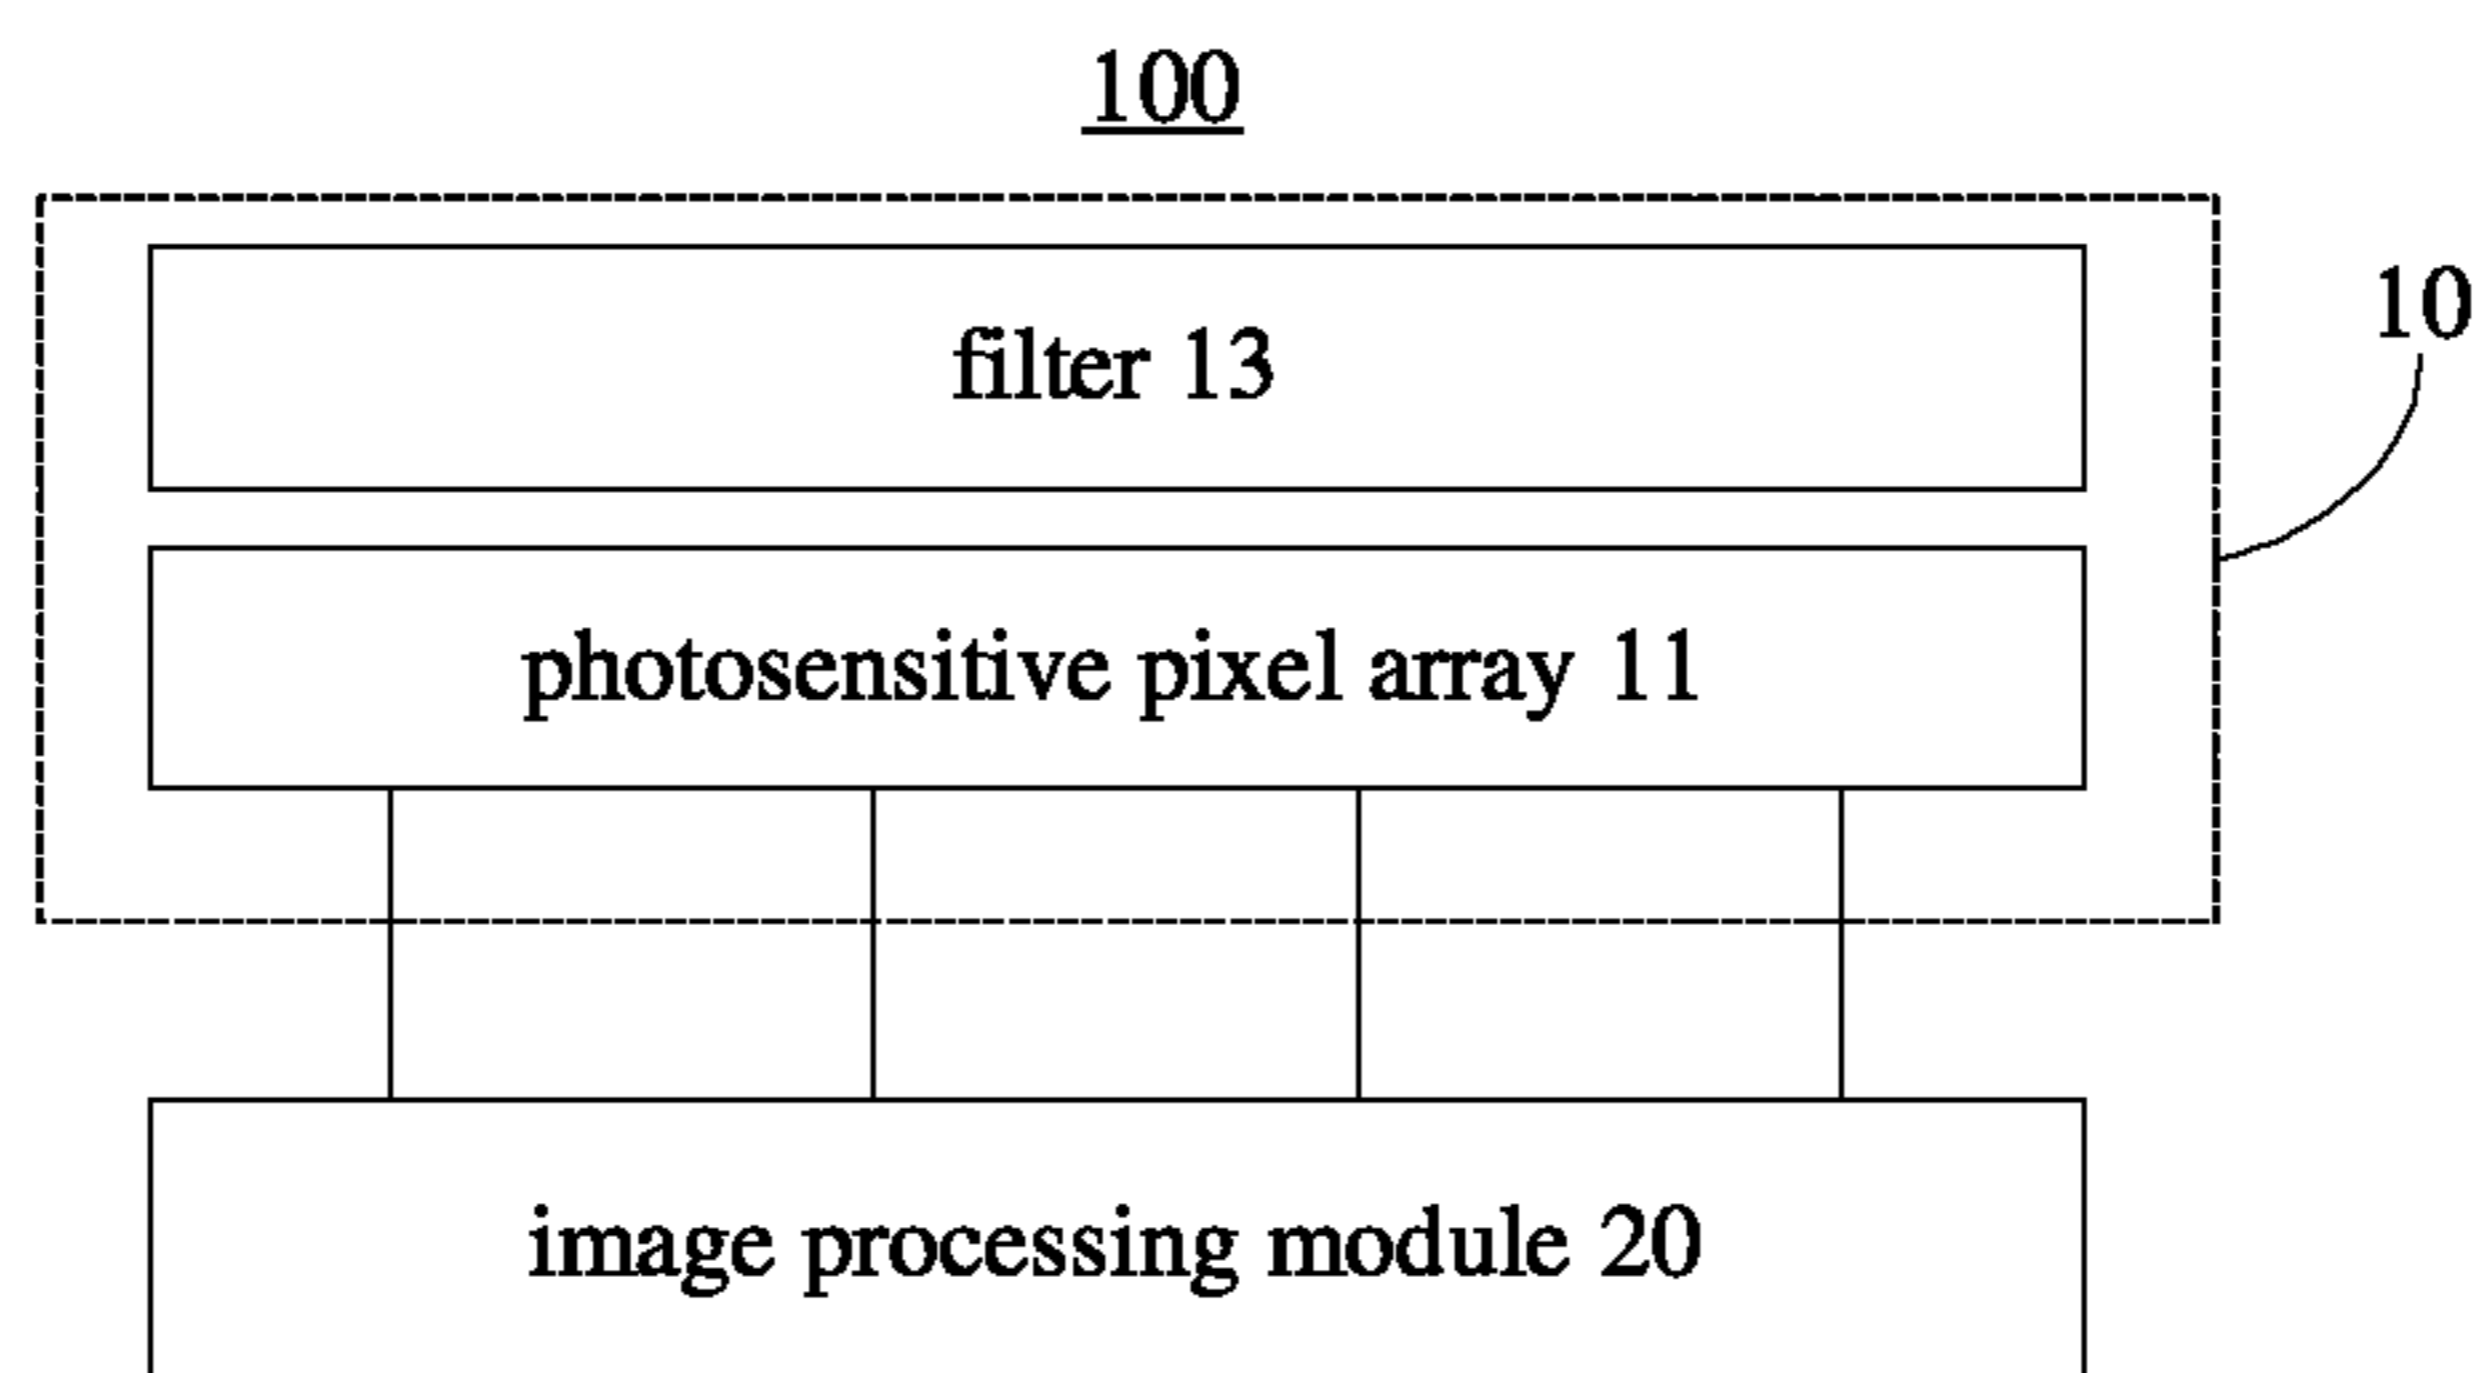 100
10
filter 13
photosensitive pixel array 11
image processing module 20